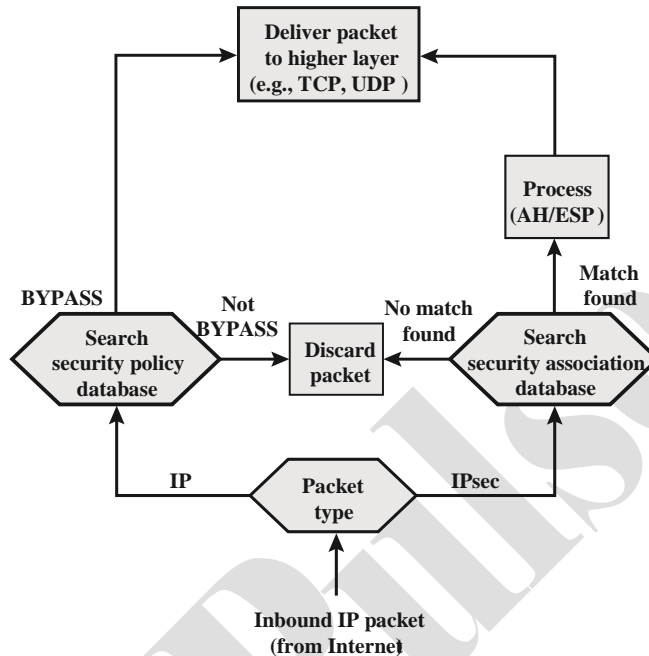 Deliver packet
to higher layer
(e.g., TCP, UDP )
Process
(AH/ESP )
BYPASS
Not
BYPASS
No match
found
Match
found
Search
security policy
database
Discard
packet
Search
security association
database
IP
Packet
type
IPsec
Inbound IP packet
(from Internet)